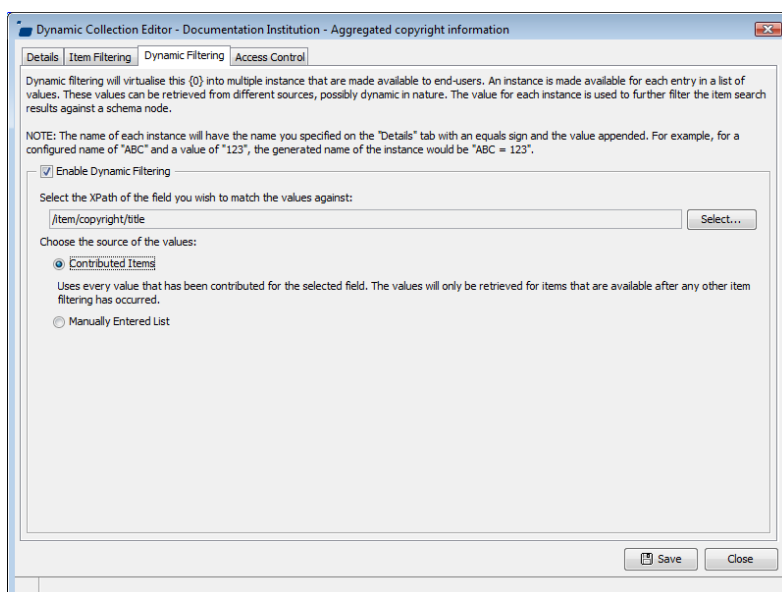 Dynamic Collection Editor - Documentation Institution - Aggregated copyright information
Details Item Filtering Dynamic Filtering Access Control
Dynamic filtering will virtualise this {0} into multiple instance that are made available to end-users. An instance is made available for each entry in a list of
values. These values can be retrieved from different sources, possibly dynamic in nature. The value for each instance is used to further filter the item search
results against a schema node.
NOTE: The name of each instance will have the name you specified on the "Details" tab with an equals sign and the value appended. For example, for a
configured name of "ABC" and a value of "123", the generated name of the instance would be "ABC = 123".
Enable Dynamic Filtering
Select the XPath of the field you wish to match the values against:
/item/copyright/title Select...
Choose the source of the values:
Contributed Items
Uses every value that has been contributed for the selected field. The values will only be retrieved for items that are available after any other item
filtering has occurred.
Manually Entered List
Save Close